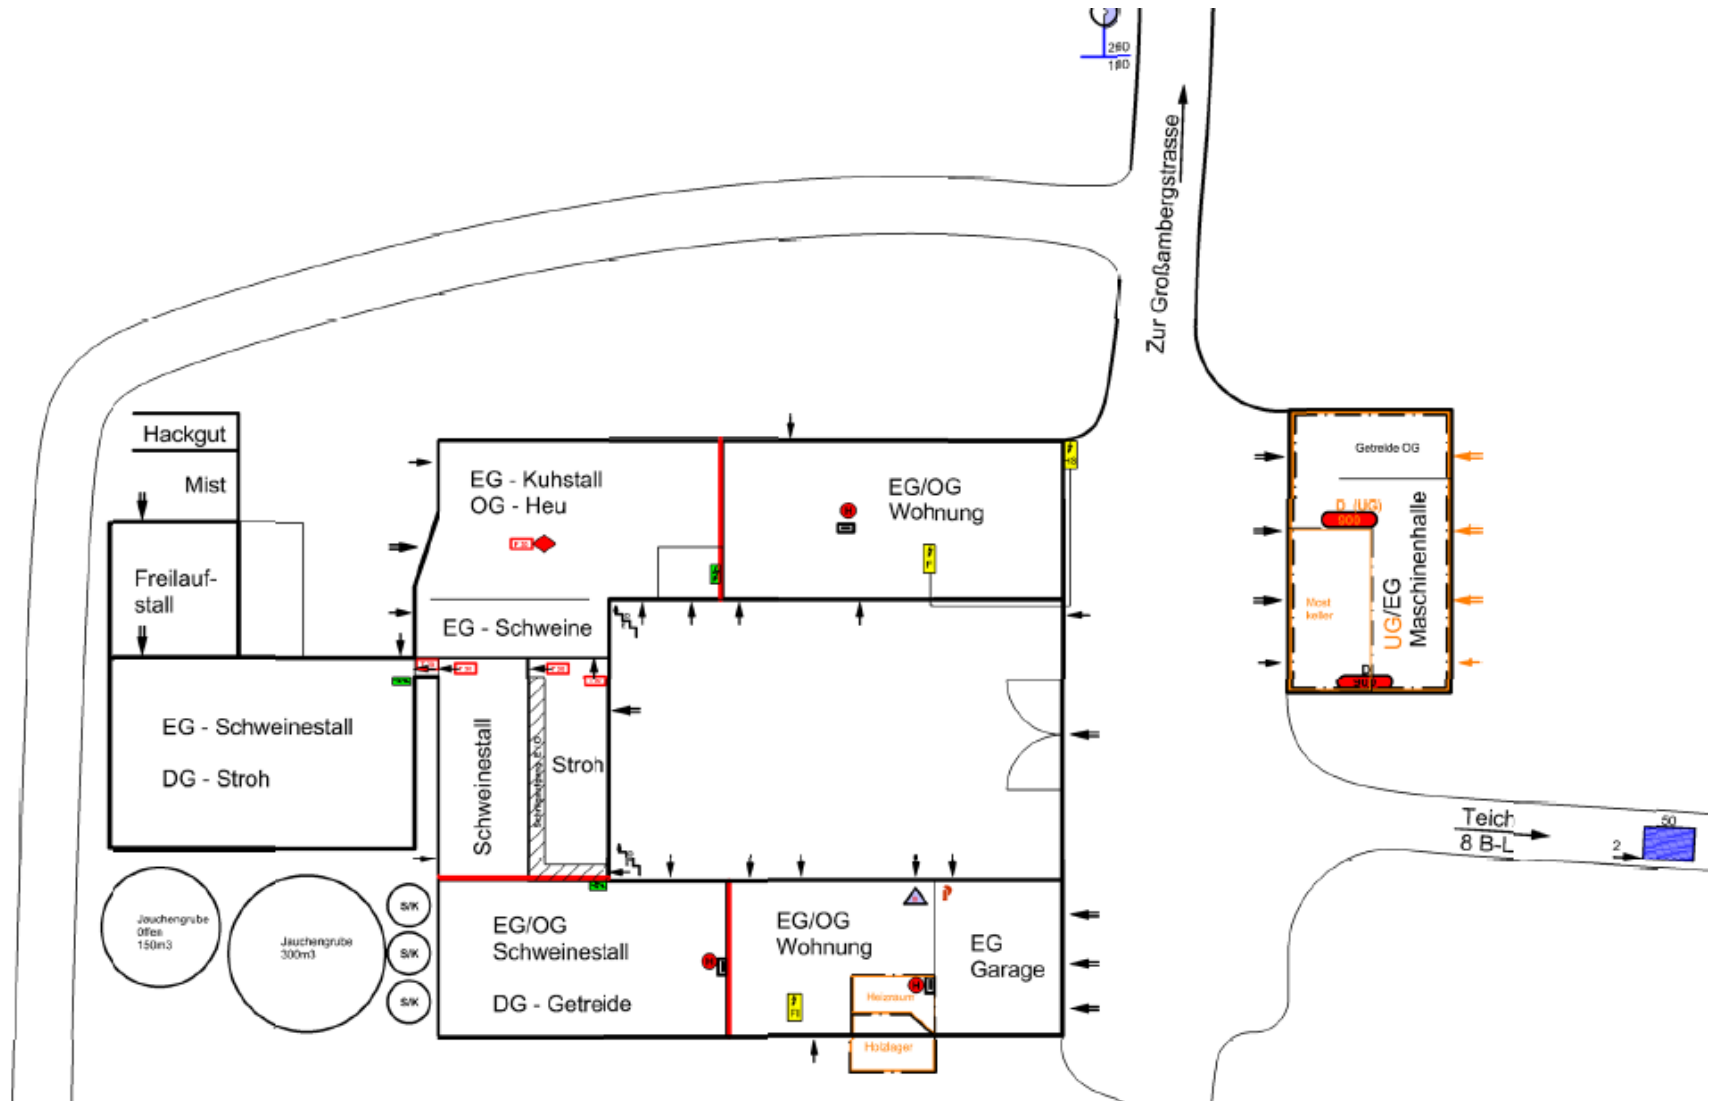 260
180
Zur Großambergstrasse
Hackgut
Mist
EG - Kuhstall
OG - Heu
EG/OG
Wohnung
H
Getreide OG
D (UG)
900
Freilauf-
stall
EG - Schweine
Most
keller
UG/EG
Maschinenhalle
EG - Schweinestall
DG - Stroh
Schweinestall
Stroh
Teich
8 B-L
50
2
Jauchengrube
Offen
150m3
Jauchengrube
300m3
S/K
S/K
S/K
EG/OG
Schweinestall
DG - Getreide
H
EG/OG
Wohnung
H
Heizraum
Holzlager
EG
Garage